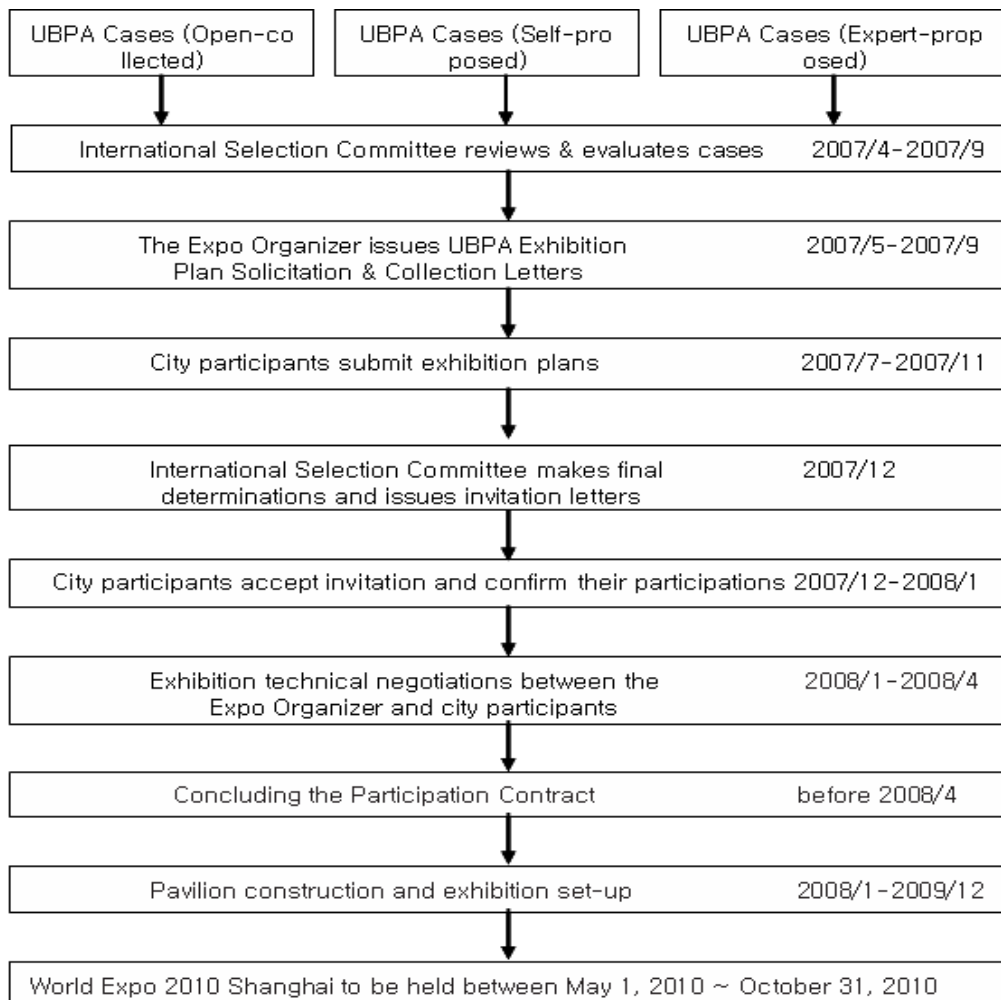 UBPA Cases (Open-co
llected)
UBPA Cases (Self-pro
posed)
UBPA Cases (Expert-prop
osed)
International Selection Committee reviews & evaluates cases 2007/4-2007/9
The Expo Organizer issues UBPA Exhibition 2007/5-2007/9
Plan Solicitation & Collection Letters
City participants submit exhibition plans 2007/7-2007/11
International Selection Committee makes final 2007/12
determinations and issues invitation letters
City participants accept invitation and confirm their participations 2007/12-2008/1
Exhibition technical negotiations between the 2008/1-2008/4
Expo Organizer and city participants
Concluding the Participation Contract before 2008/4
Pavilion construction and exhibition set-up 2008/1-2009/12
World Expo 2010 Shanghai to be held between May 1, 2010 ~ October 31, 2010